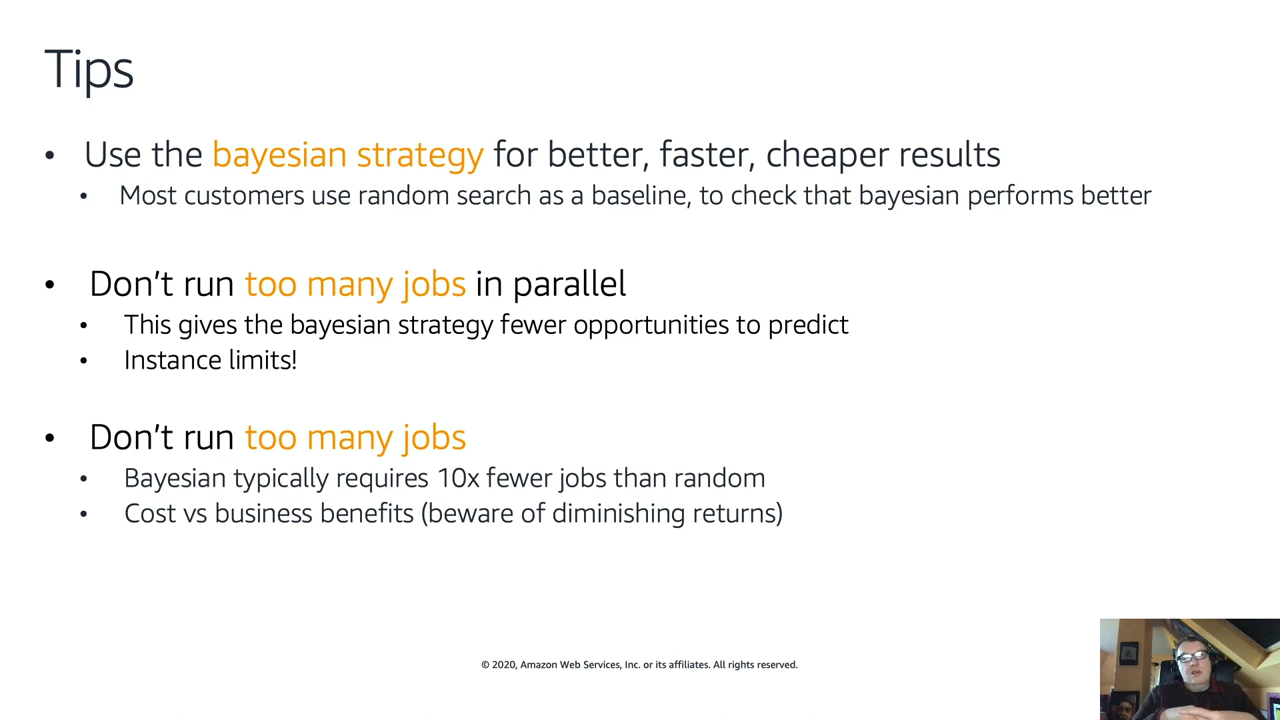 Tips
• Use the bayesian strategy for better, faster, cheaper results
• Most customers use random search as a baseline, to check that bayesian performs better
• Don’t run too many jobs in parallel
• This gives the bayesian strategy fewer opportunities to predict
• Instance limits!
• Don’t run too many jobs
• Bayesian typically requires 10x fewer jobs than random
• Cost vs business benefits (beware of diminishing returns)
© 2020, Amazon Web Services, Inc. or its affiliates. All rights reserved.